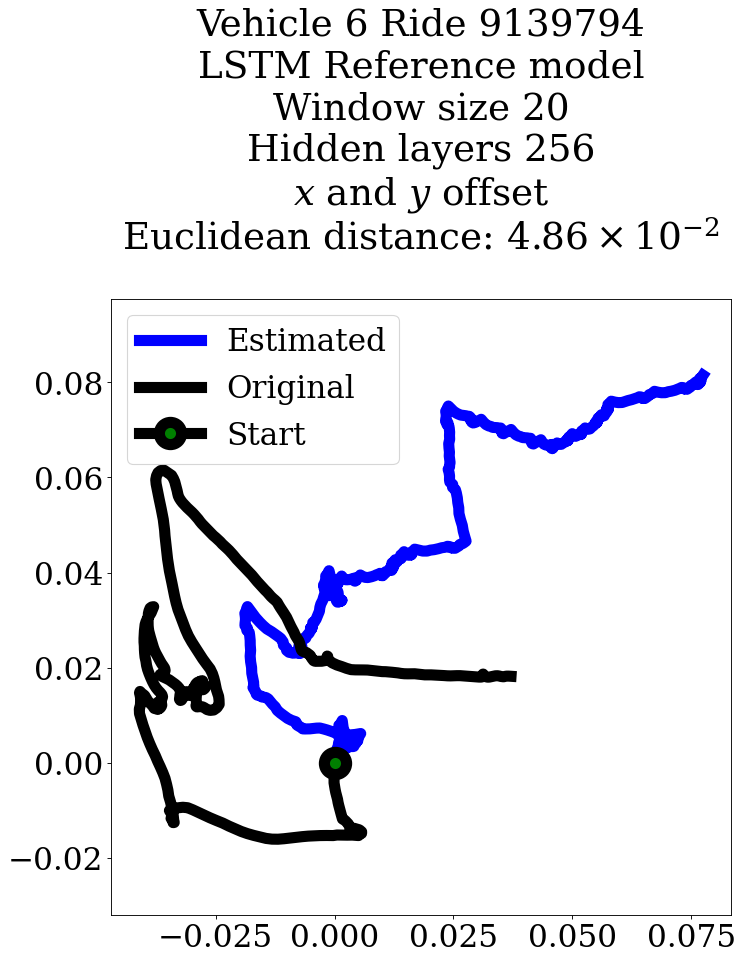 Vehicle 6 Ride 9139794
LSTM Reference model
Window size 20
Hidden layers 256
x and y offset
Euclidean distance: 4.86 × 10⁻²
Estimated
Original
Start
0.08
0.06
0.04
0.02
0.00
−0.02
−0.025 0.000 0.025 0.050 0.075